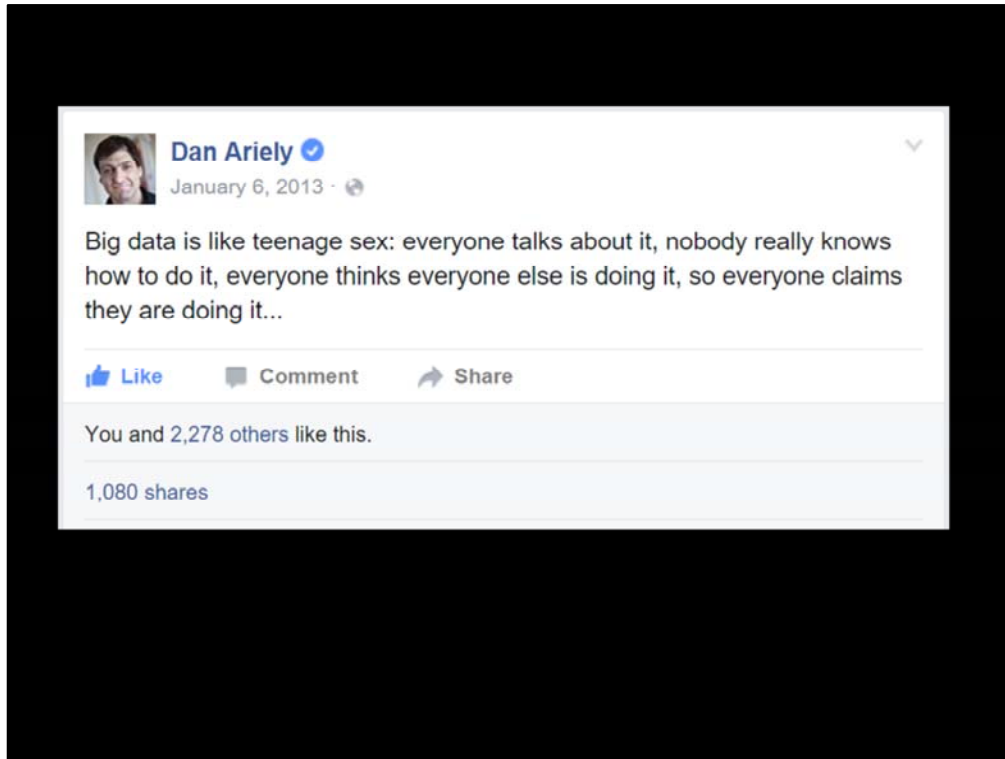 Dan Ariely
January 6, 2013 ·
Big data is like teenage sex: everyone talks about it, nobody really knows
how to do it, everyone thinks everyone else is doing it, so everyone claims
they are doing it...
Like Comment Share
You and 2,278 others like this.
1,080 shares